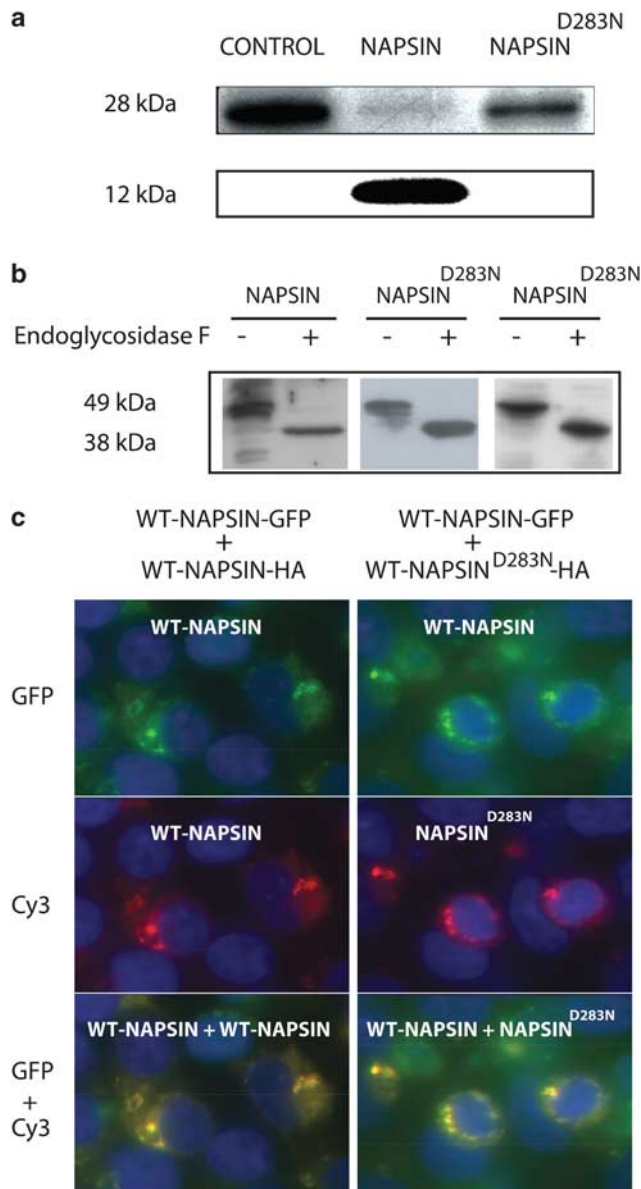 a
CONTROL NAPSIN NAPSIN D283N
28 kDa
12 kDa
b
NAPSIN NAPSIN D283N NAPSIN D283N
Endoglycosidase F - + - + - +
49 kDa
38 kDa
c
WT-NAPSIN-GFP
+
WT-NAPSIN-HA
WT-NAPSIN-GFP
+
WT-NAPSIN D283N-HA
GFP
WT-NAPSIN
WT-NAPSIN
Cy3
WT-NAPSIN
NAPSIN D283N
GFP
+
Cy3
WT-NAPSIN + WT-NAPSIN
WT-NAPSIN + NAPSIN D283N